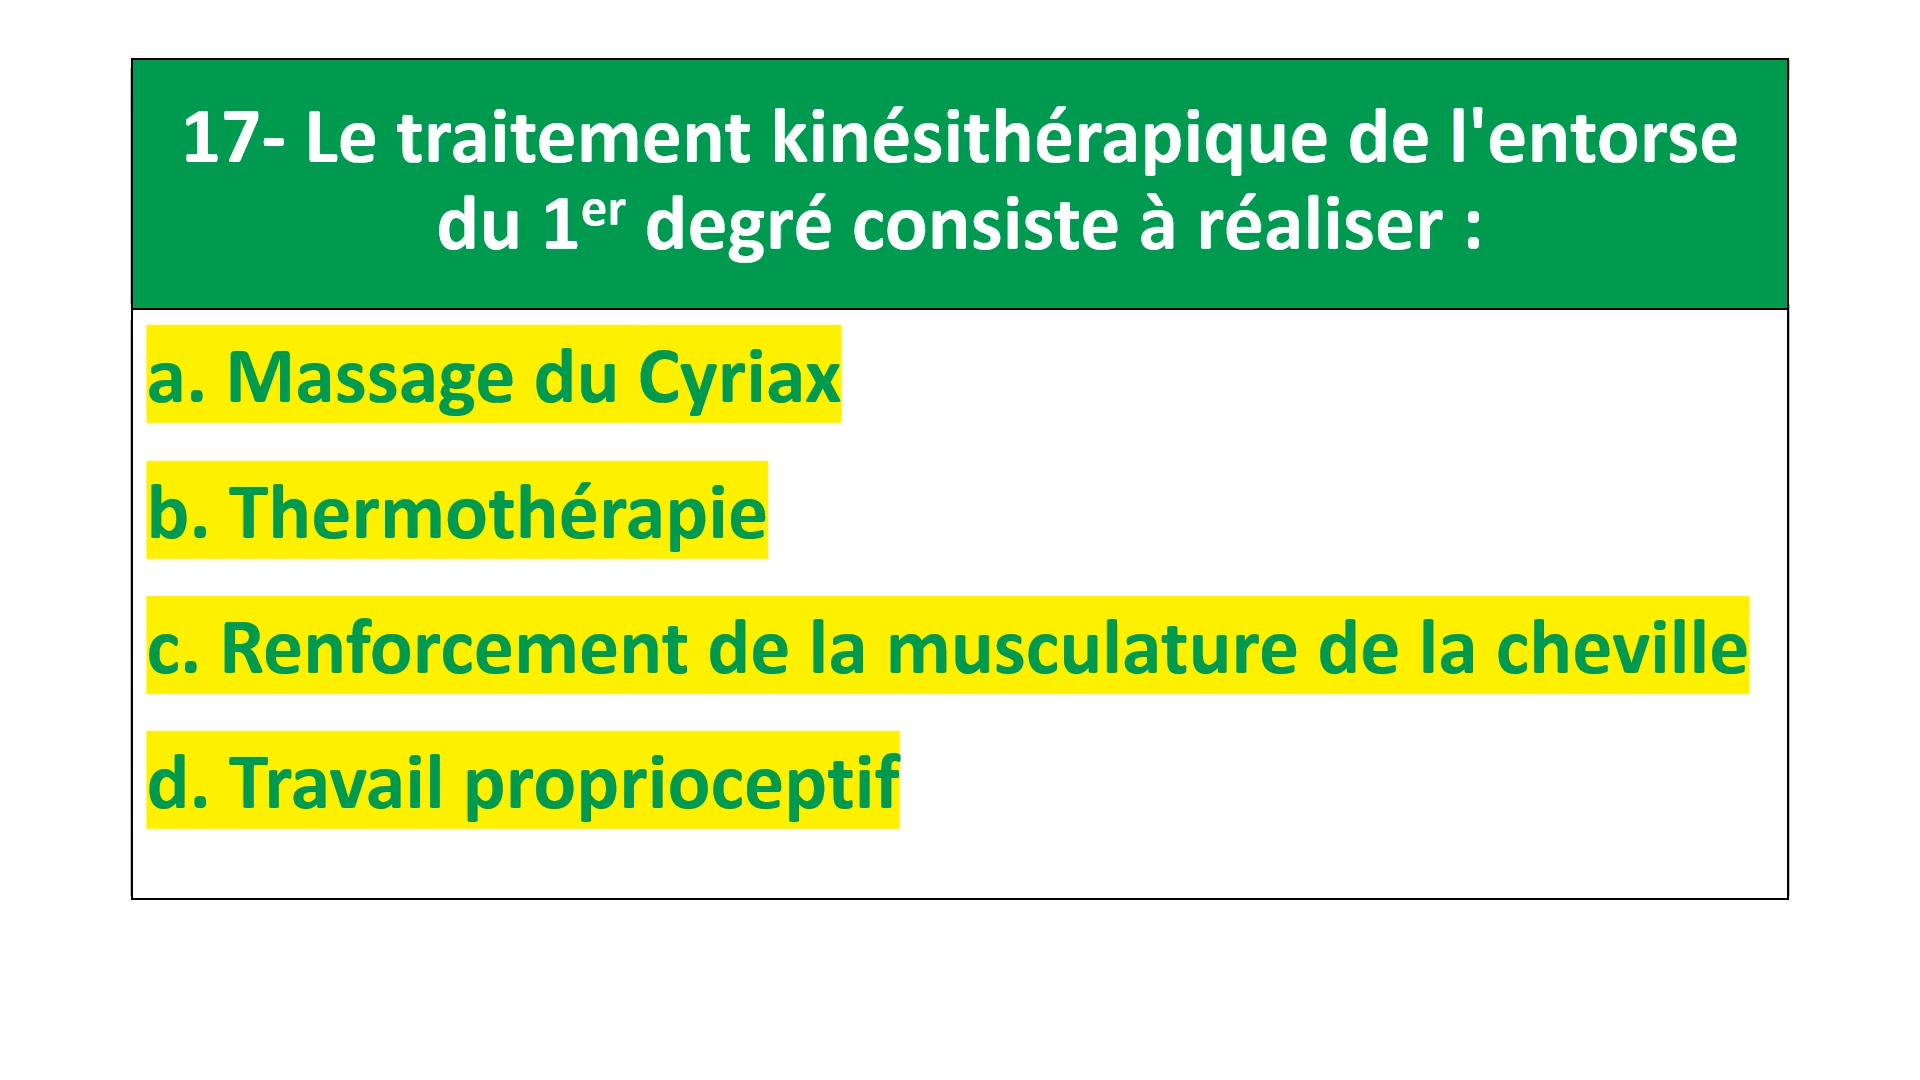 17- Le traitement kinésithérapique de l'entorse
du 1er degré consiste à réaliser :
a. Massage du Cyriax
b. Thermothérapie
c. Renforcement de la musculature de la cheville
d. Travail proprioceptif